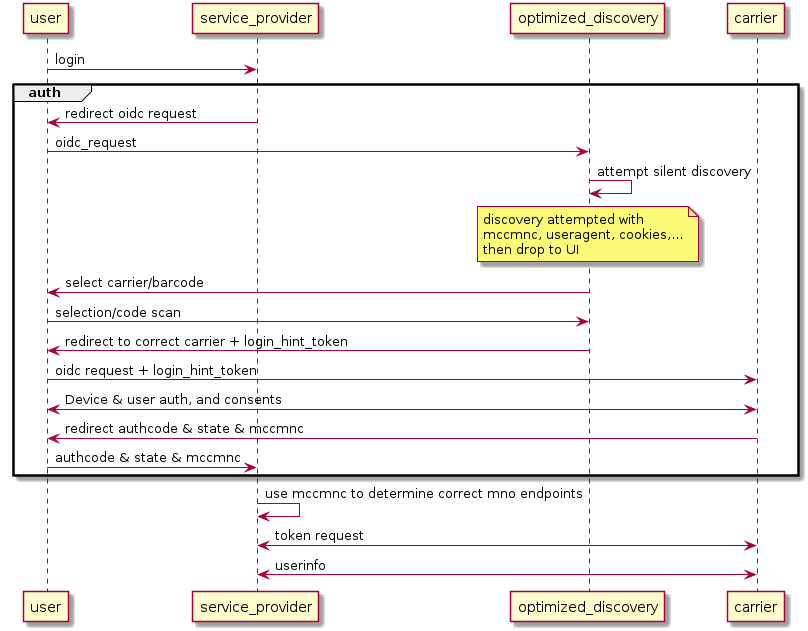 user
service_provider
optimized_discovery
carrier
login
auth
redirect oidc request
oidc_request
attempt silent discovery
discovery attempted with
mccmnc, useragent, cookies,...
then drop to UI
select carrier/barcode
selection/code scan
redirect to correct carrier + login_hint_token
oidc request + login_hint_token
Device & user auth, and consents
redirect authcode & state & mccmnc
authcode & state & mccmnc
use mccmnc to determine correct mno endpoints
token request
userinfo
user
service_provider
optimized_discovery
carrier